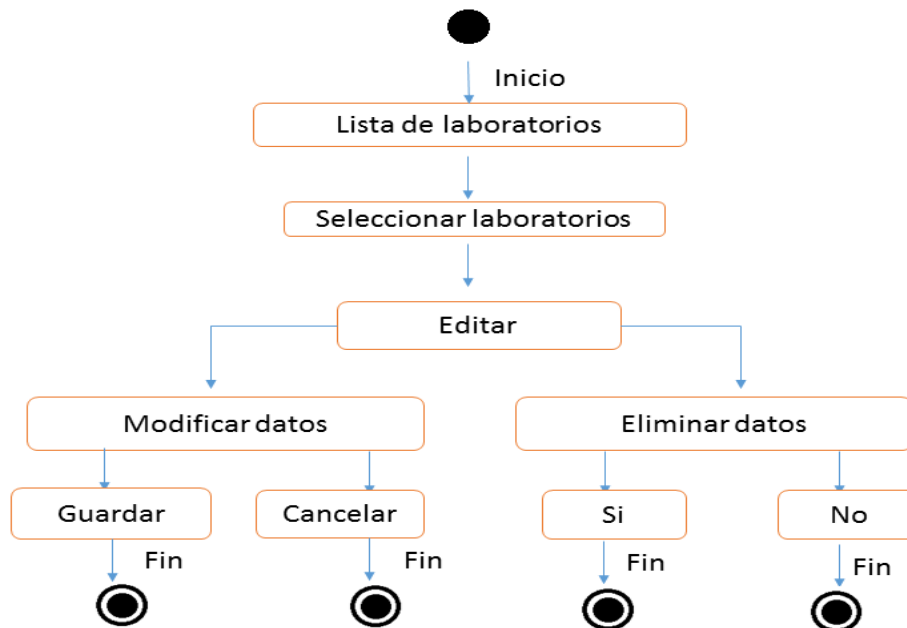 Inicio
Lista de laboratorios
Seleccionar laboratorios
Editar
Modificar datos
Eliminar datos
Guardar
Cancelar
Si
No
Fin
Fin
Fin
Fin